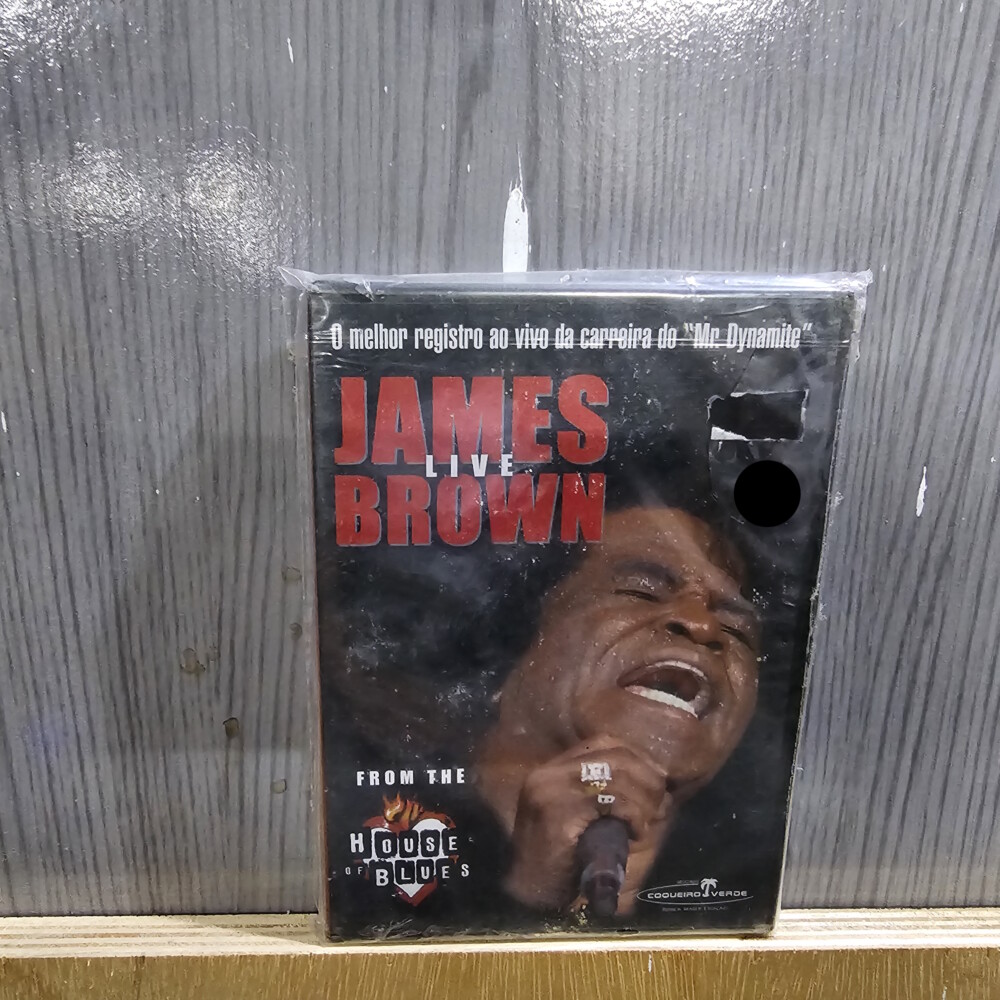 O melhor registro ao vivo da carreira do "Mr. Dynamite"
JAMES
LIVE
BROWN
FROM THE
HOUSE
OF BLUES
COQUEIRO VERDE